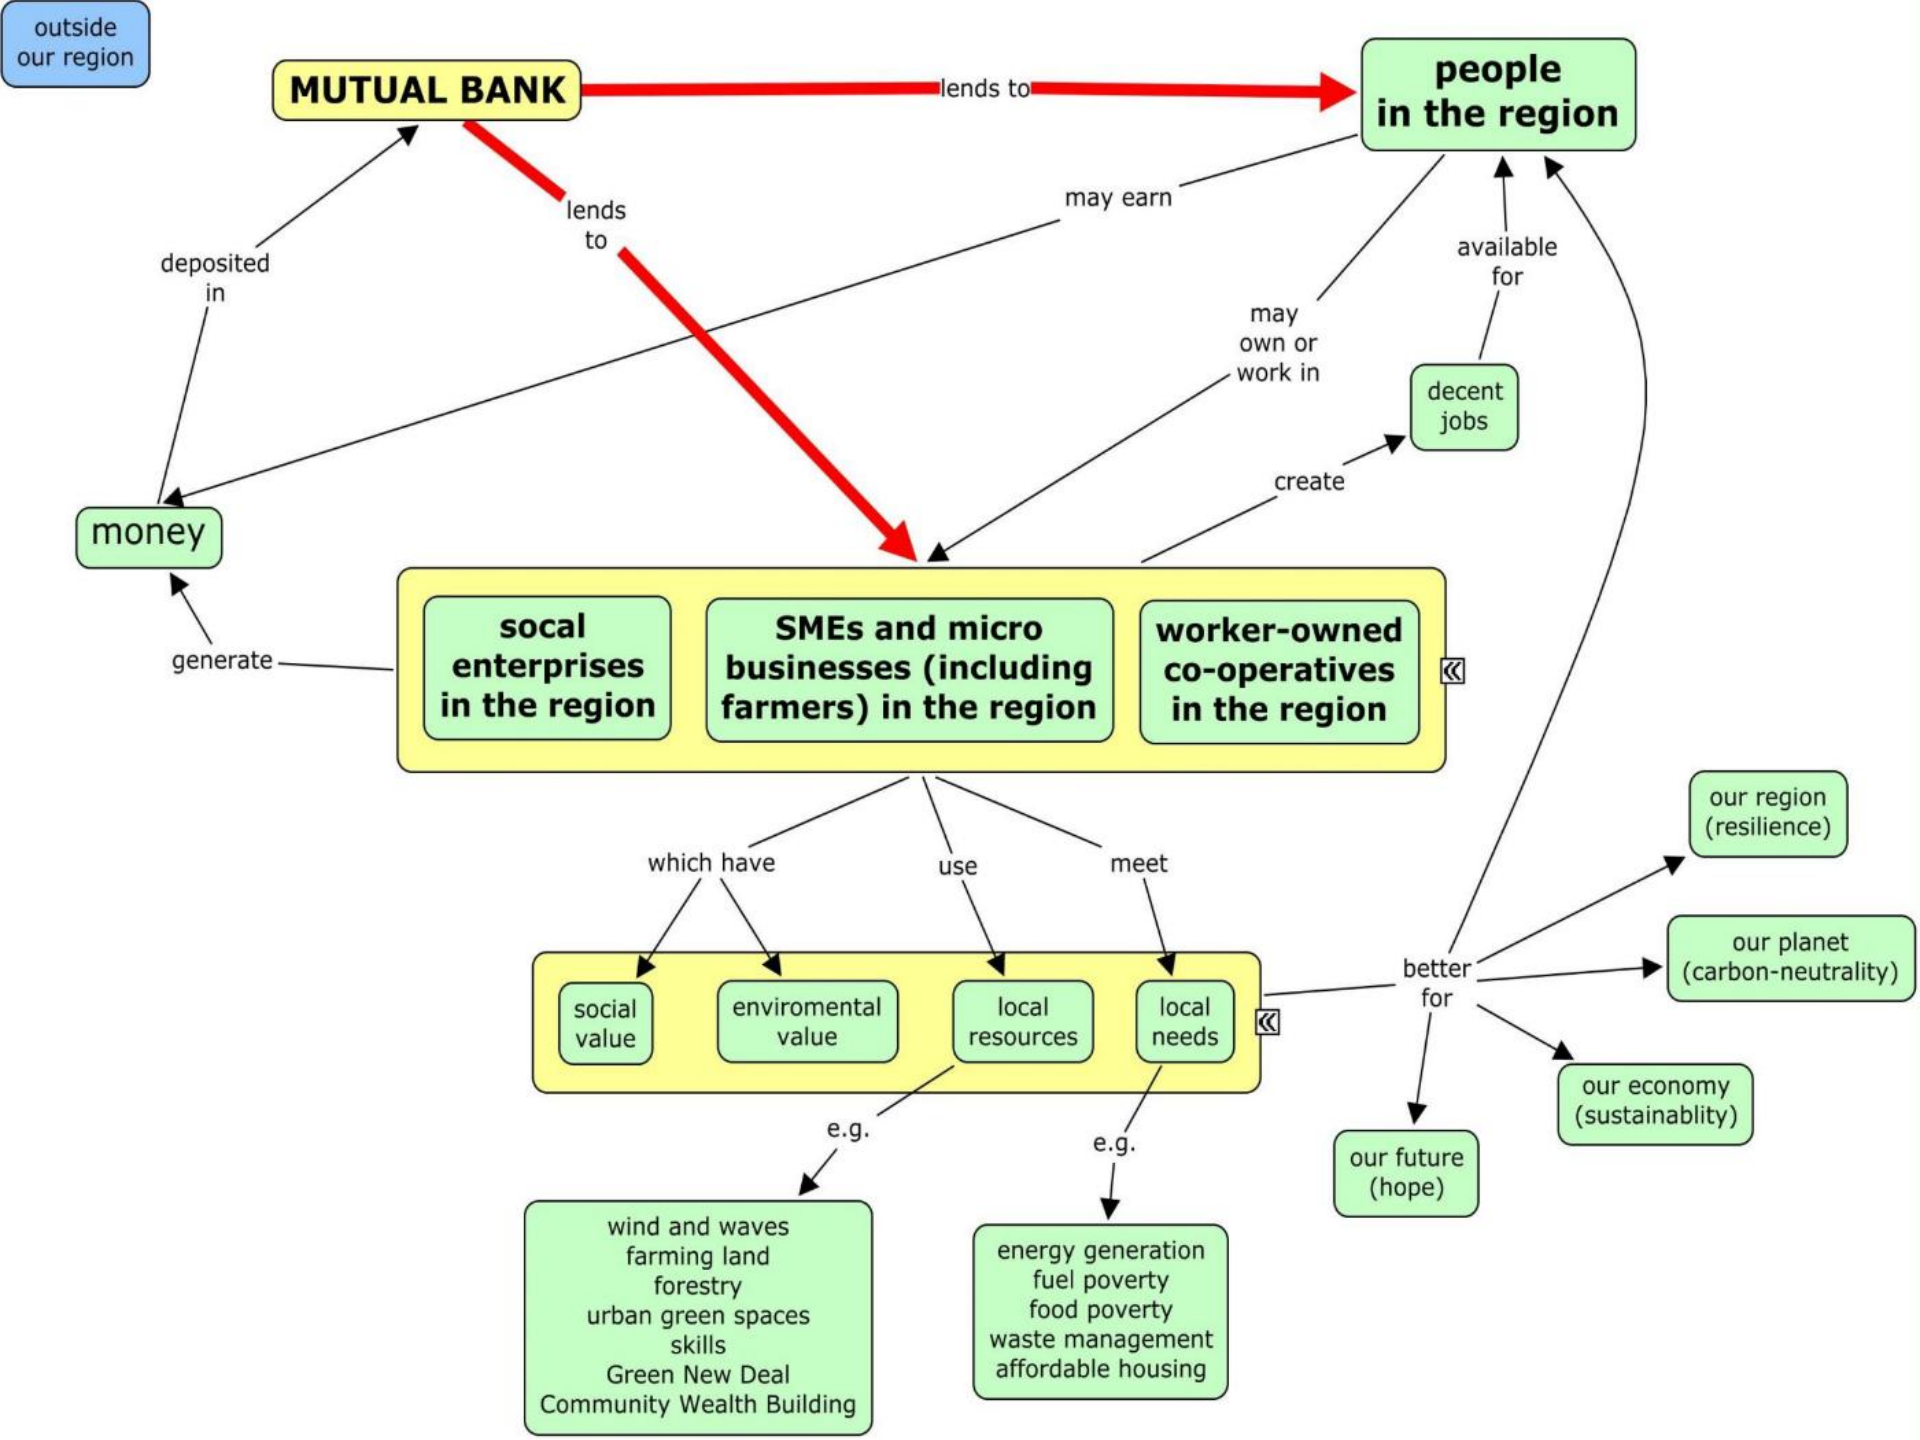 outside
our region
MUTUAL BANK
lends to
people
in the region
may earn
lends
to
deposited
in
available
for
may
own or
work in
decent
jobs
create
money
generate
socal
enterprises
in the region
SMEs and micro
businesses (including
farmers) in the region
worker-owned
co-operatives
in the region
which have
use
meet
our region
(resilience)
our planet
(carbon-neutrality)
better
for
social
value
enviromental
value
local
resources
local
needs
our economy
(sustainablity)
our future
(hope)
e.g.
e.g.
wind and waves
farming land
forestry
urban green spaces
skills
Green New Deal
Community Wealth Building
energy generation
fuel poverty
food poverty
waste management
affordable housing